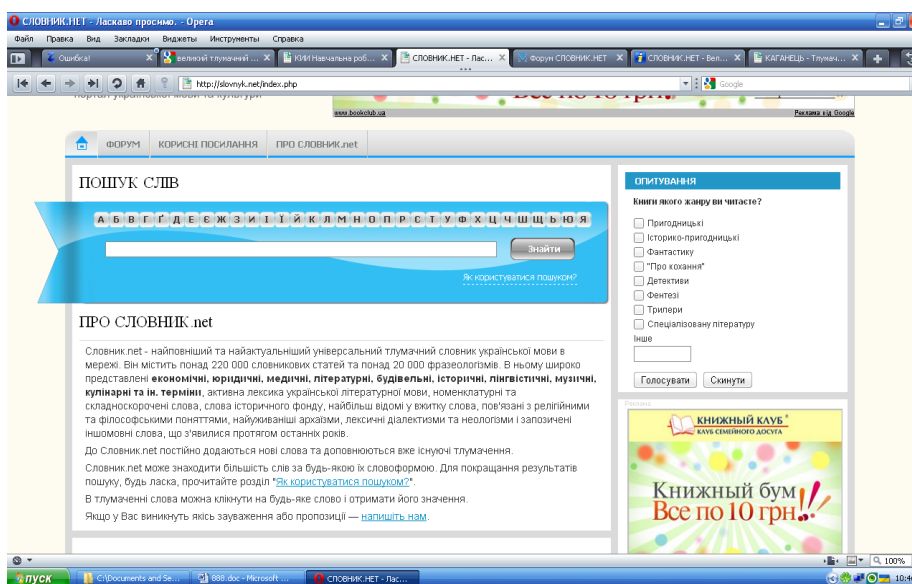 СЛОВНИК.НЕТ - Ласкаво просимо. - Opera
Файл Правка Вид Закладки Виджеты Инструменты Справка
Ошибка! X великий тлумачний ... X КИИ Навчальна роб... X СЛОВНИК.НЕТ - Лас... X Форум СЛОВНИК.НЕТ X СЛОВНИК.НЕТ - Вел... X КАГАНЕЦЬ - Тлумач... X
http://slovnyk.net/index.php Google
портал української мови та культури
www.bookclub.ua Реклама від Google
ФОРУМ КОРИСНІ ПОСИЛАННЯ ПРО СЛОВНИК.net
ПОШУК СЛІВ
А Б В Г Ґ Д Е Є Ж З И І Ї Й К Л М Н О П Р С Т У Ф Х Ц Ч Ш Щ Ь Ю Я
Знайти
Як користуватися пошуком?
ПРО СЛОВНИК.net
Словник.net - найповніший та найактуальніший універсальний тлумачний словник української мови в
мережі. Він містить понад 220 000 словникових статей та понад 20 000 фразеологізмів. В ньому широко
представлені економічні, юридичні, медичні, літературні, будівельні, історичні, лінгвістичні, музичні,
кулінарні та ін. терміни, активна лексика української літературної мови, номенклатурні та
складноскорочені слова, слова історичного фонду, найбільш відомі у вжитку слова, пов'язані з релігійними
та філософськими поняттями, найуживаніші архаїзми, лексичні діалектизми та неологізми і запозичені
іншомовні слова, що з'явилися протягом останніх років.
До Словник.net постійно додаються нові слова та доповнюються вже існуючі тлумачення.
Словник.net може знаходити більшість слів за будь-якою їх словоформою. Для покращання результатів
пошуку, будь ласка, прочитайте розділ "Як користуватися пошуком?".
В тлумаченні слова можна клікнути на будь-яке слово і отримати його значення.
Якщо у Вас виникнуть якісь зауваження або пропозиції — напишіть нам.
ОПИТУВАННЯ
Книги якого жанру ви читаєте?
Пригодницькі
Історико-пригодницькі
Фантастику
"Про кохання"
Детективи
Фентезі
Трилери
Спеціалізовану літературу
Інше
Голосувати Скинути
Реклама
КНИЖНЫЙ КЛУБ
КЛУБ СЕМЕЙНОГО ДОСУГА
Книжный бум
Все по 10 грн!
100%
пуск C:\Documents and Se... 888.doc - Microsoft ... СЛОВНИК.НЕТ - Лас...